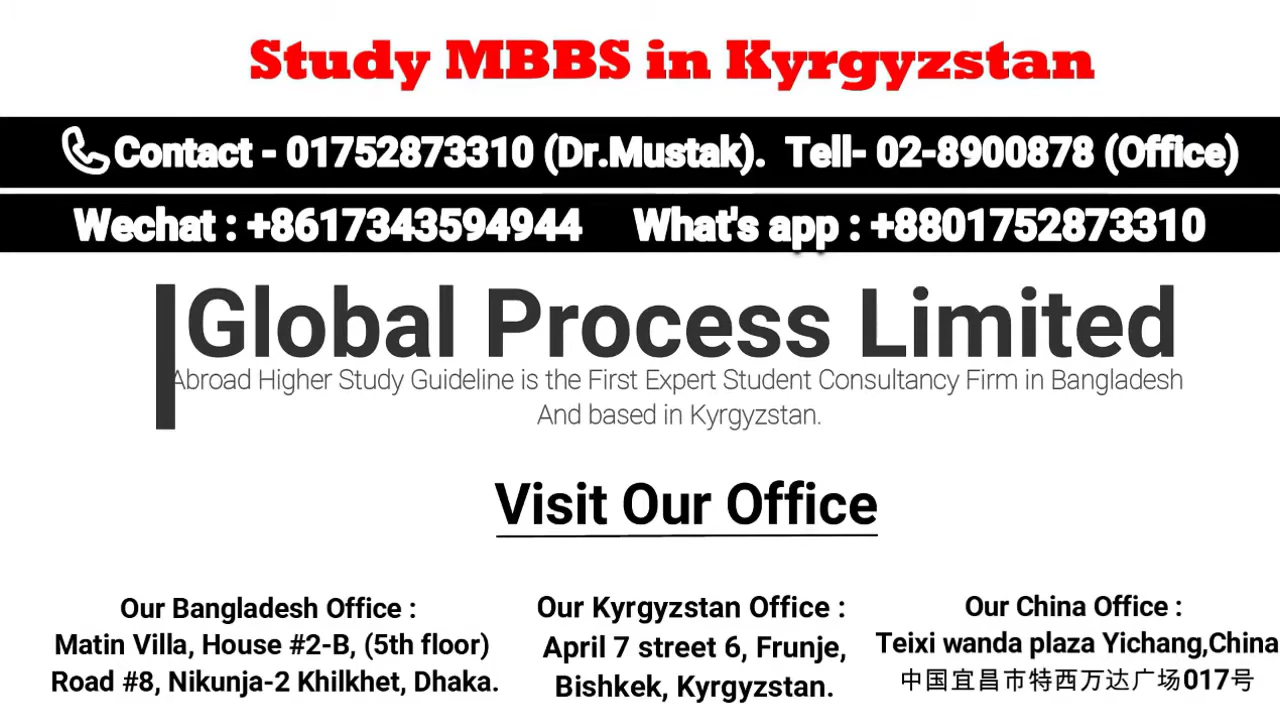 Study MBBS in Kyrgyzstan
Contact - 01752873310 (Dr.Mustak). Tell- 02-8900878 (Office)
Wechat : +8617343594944 What's app : +8801752873310
Global Process Limited
Abroad Higher Study Guideline is the First Expert Student Consultancy Firm in Bangladesh
And based in Kyrgyzstan.
Visit Our Office
Our Bangladesh Office :
Matin Villa, House #2-B, (5th floor)
Road #8, Nikunja-2 Khilkhet, Dhaka.
Our Kyrgyzstan Office :
April 7 street 6, Frunje,
Bishkek, Kyrgyzstan.
Our China Office :
Teixi wanda plaza Yichang,China
中国宜昌市特西万达广场017号